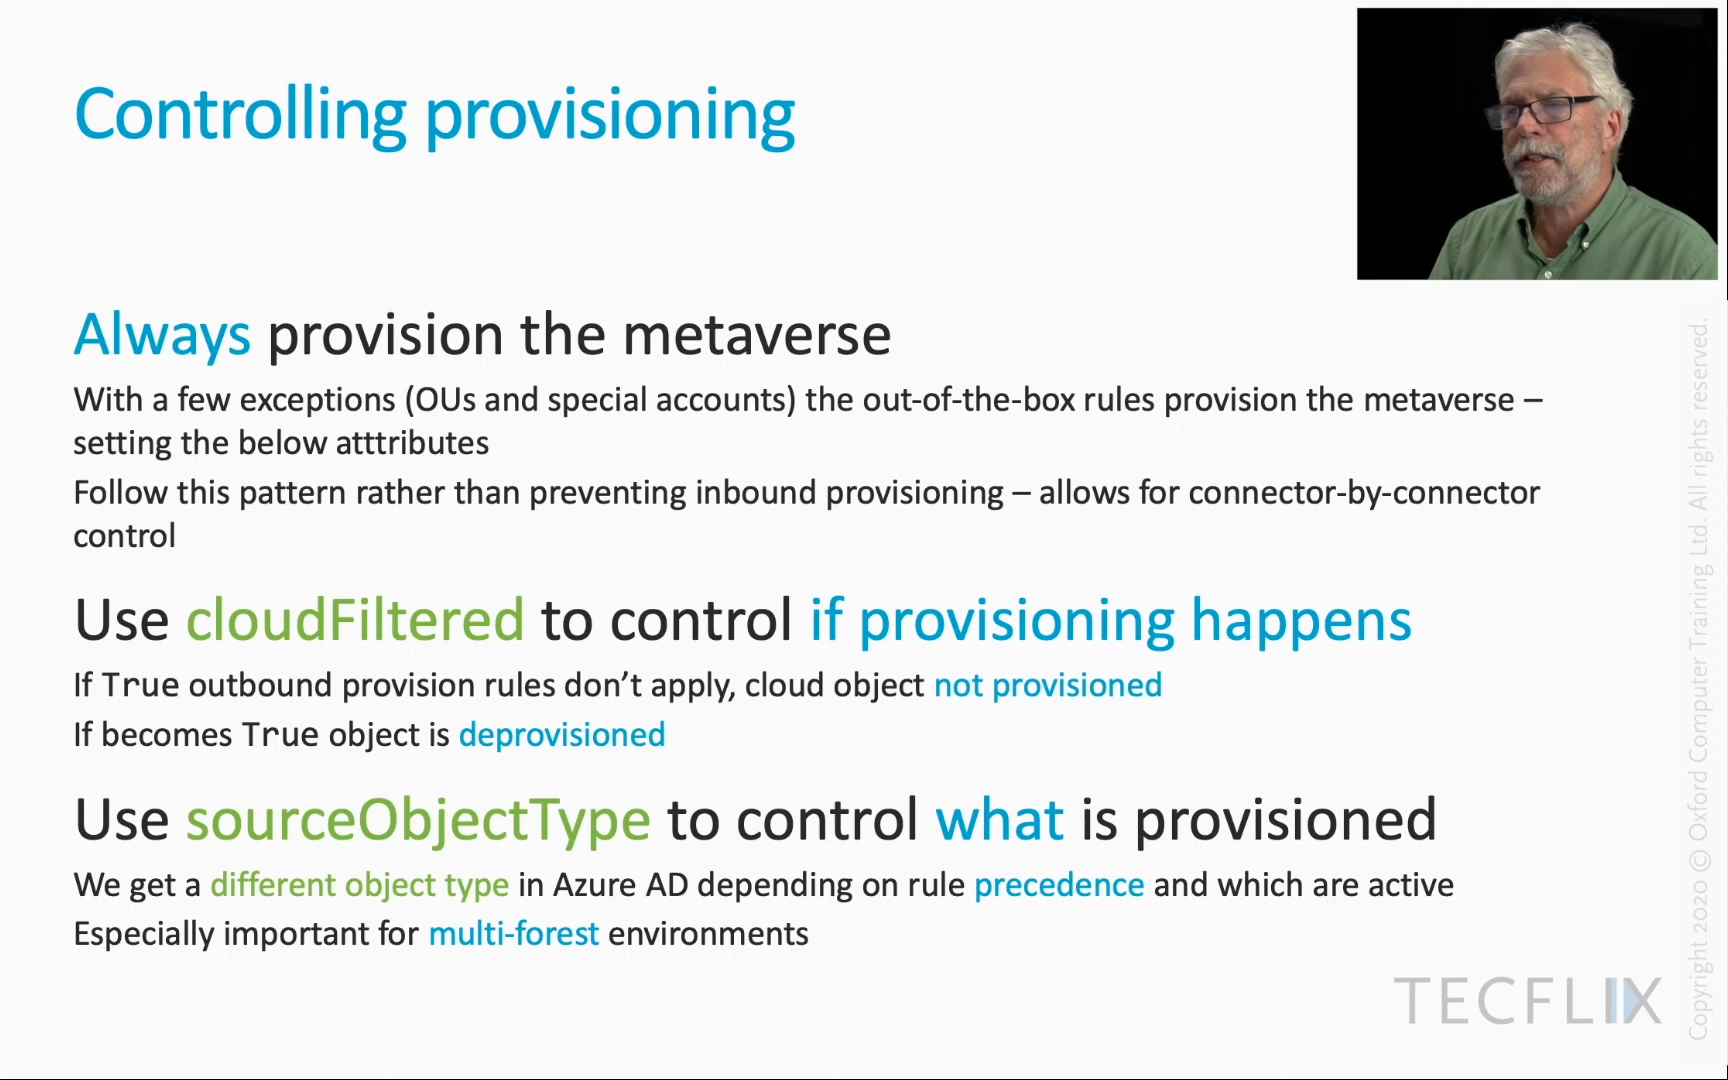 Controlling provisioning
Always provision the metaverse
With a few exceptions (OUs and special accounts) the out-of-the-box rules provision the metaverse –
setting the below atttributes
Follow this pattern rather than preventing inbound provisioning – allows for connector-by-connector
control
Use cloudFiltered to control if provisioning happens
If True outbound provision rules don’t apply, cloud object not provisioned
If becomes True object is deprovisioned
Use sourceObjectType to control what is provisioned
We get a different object type in Azure AD depending on rule precedence and which are active
Especially important for multi-forest environments
TECFLIX
Copyright 2020 © Oxford Computer Training Ltd. All rights reserved.